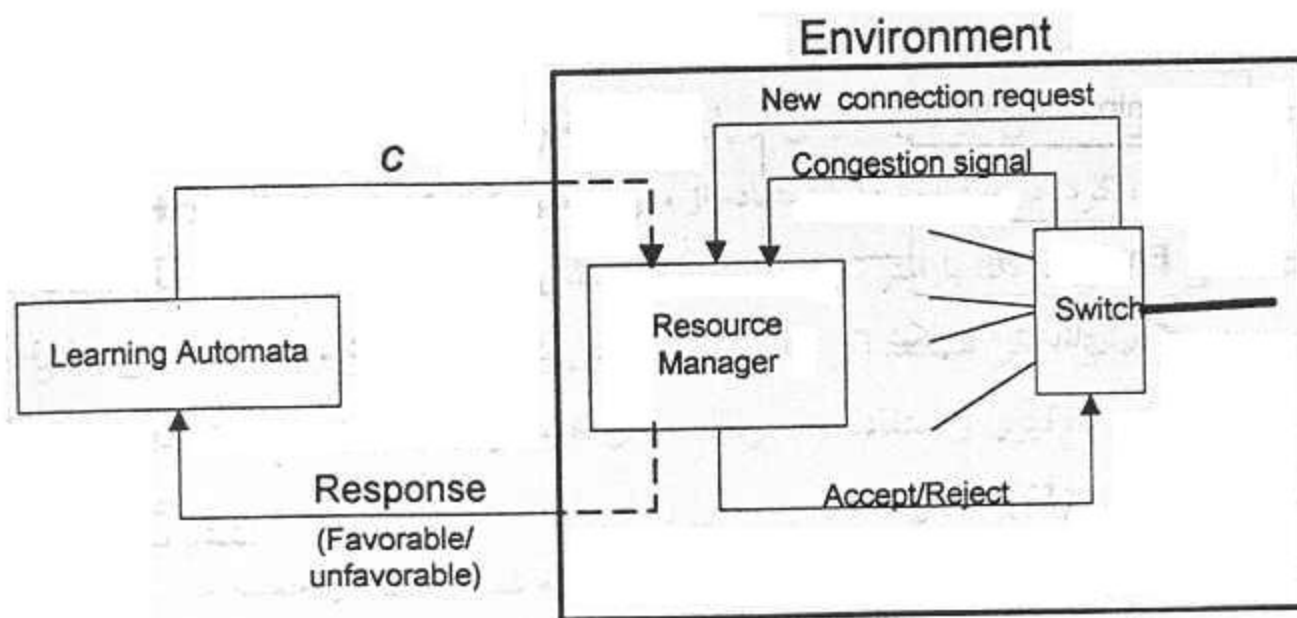 Environment
New connection request
C
Congestion signal
Learning Automata
Resource
Manager
Switch
Response
(Favorable/
unfavorable)
Accept/Reject